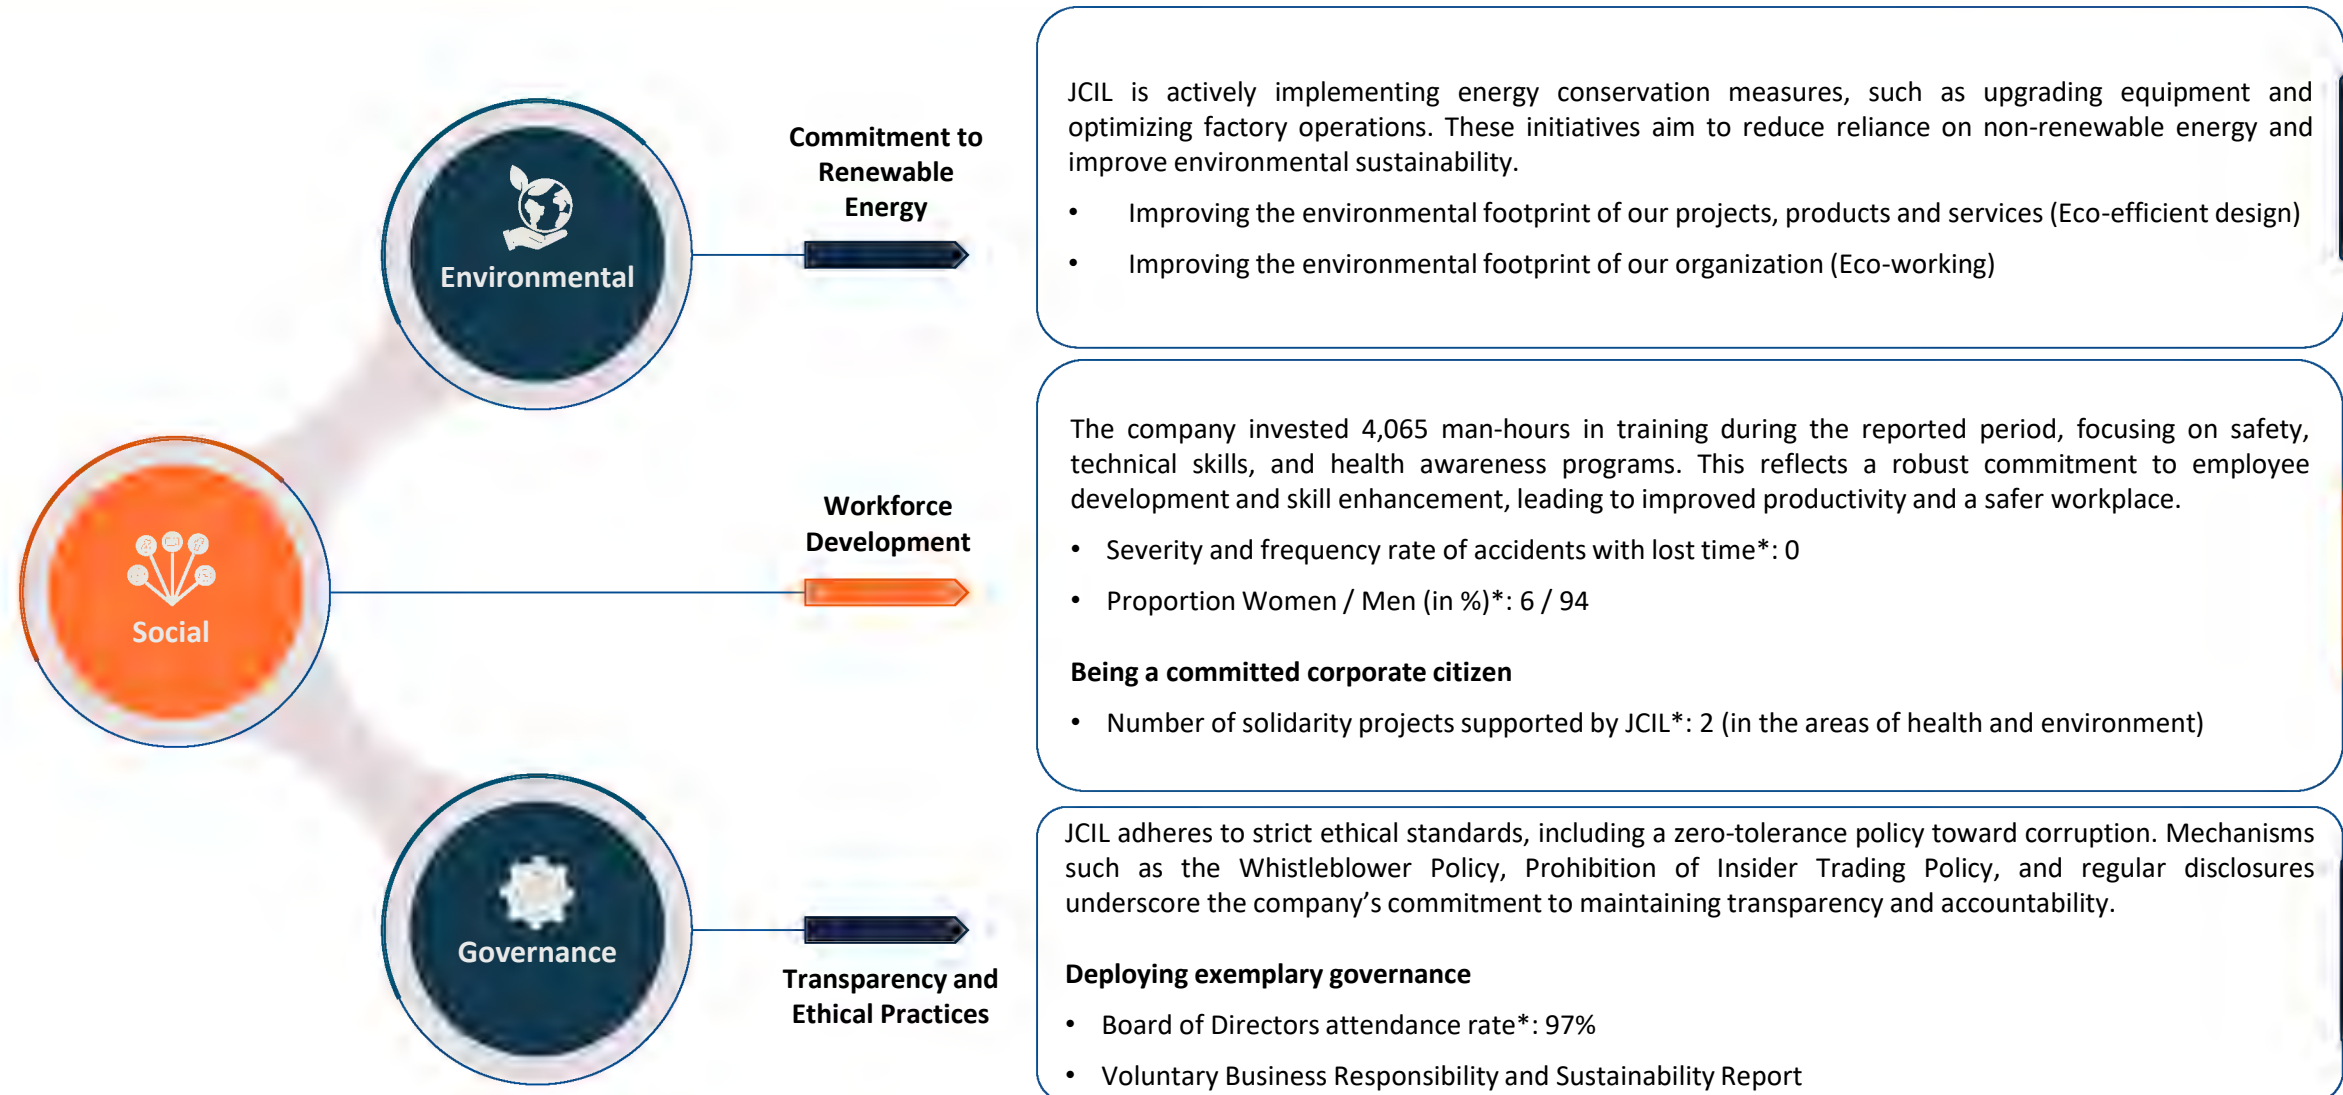 Environmental
Commitment to
Renewable
Energy
JCIL is actively implementing energy conservation measures, such as upgrading equipment and
optimizing factory operations. These initiatives aim to reduce reliance on non-renewable energy and
improve environmental sustainability.
• Improving the environmental footprint of our projects, products and services (Eco-efficient design)
• Improving the environmental footprint of our organization (Eco-working)
Social
Workforce
Development
The company invested 4,065 man-hours in training during the reported period, focusing on safety,
technical skills, and health awareness programs. This reflects a robust commitment to employee
development and skill enhancement, leading to improved productivity and a safer workplace.
• Severity and frequency rate of accidents with lost time*: 0
• Proportion Women / Men (in %)*: 6 / 94
Being a committed corporate citizen
• Number of solidarity projects supported by JCIL*: 2 (in the areas of health and environment)
Governance
Transparency and
Ethical Practices
JCIL adheres to strict ethical standards, including a zero-tolerance policy toward corruption. Mechanisms
such as the Whistleblower Policy, Prohibition of Insider Trading Policy, and regular disclosures
underscore the company’s commitment to maintaining transparency and accountability.
Deploying exemplary governance
• Board of Directors attendance rate*: 97%
• Voluntary Business Responsibility and Sustainability Report